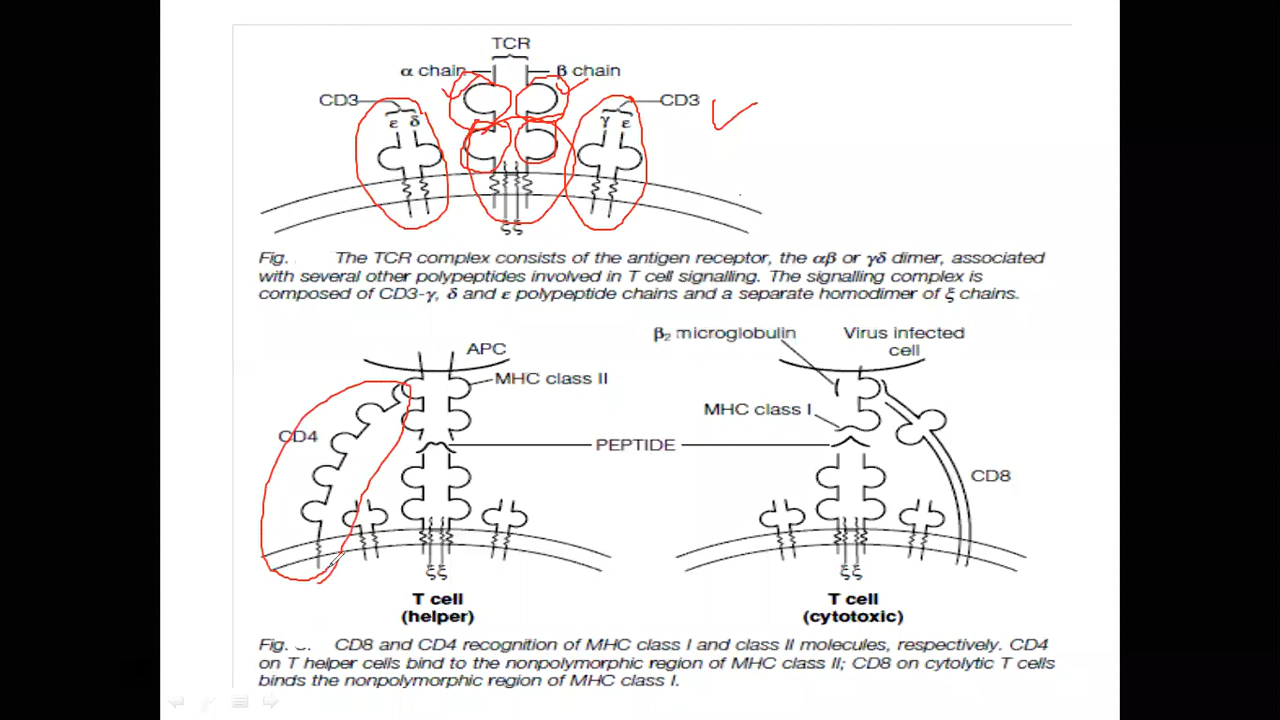 TCR
α chain
β chain
CD3
CD3
ε δ
γ ε
ξξ
Fig. The TCR complex consists of the antigen receptor, the αβ or γδ dimer, associated
with several other polypeptides involved in T cell signalling. The signalling complex is
composed of CD3-γ, δ and ε polypeptide chains and a separate homodimer of ξ chains.
β₂ microglobulin
Virus infected
cell
APC
MHC class II
MHC class I
CD4
PEPTIDE
CD8
ξξ
ξξ
T cell
(helper)
T cell
(cytotoxic)
Fig. CD8 and CD4 recognition of MHC class I and class II molecules, respectively. CD4
on T helper cells bind to the nonpolymorphic region of MHC class II; CD8 on cytolytic T cells
binds the nonpolymorphic region of MHC class I.